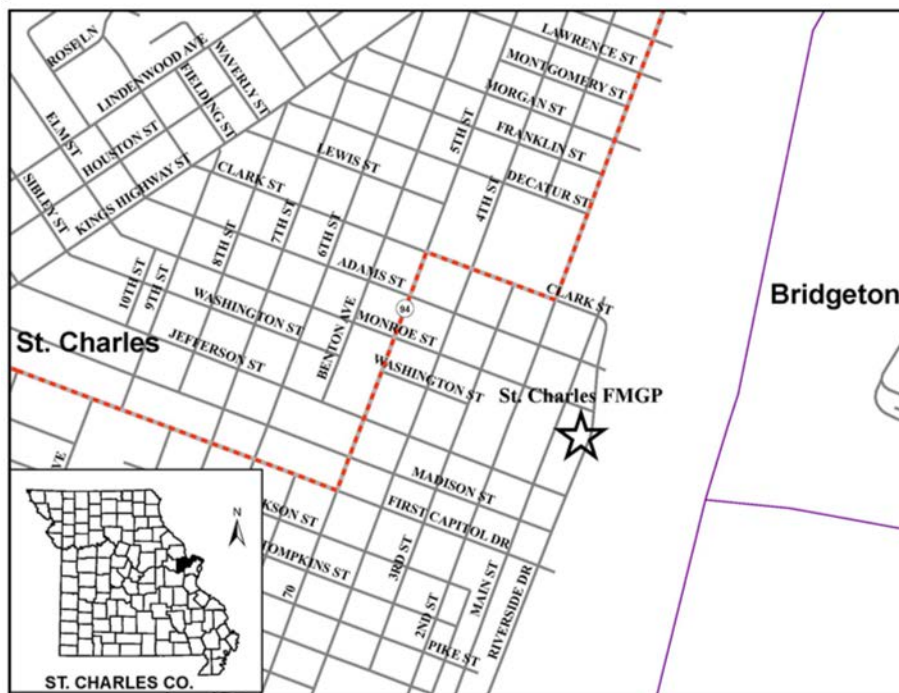 ROSE LN
LINDENWOOD AVE
WAVERLY ST
FIELDING ST
ELM ST
HOUSTON ST
SIBLEY ST
KINGS HIGHWAY ST
LAWRENCE ST
MONTGOMERY ST
MORGAN ST
5TH ST
FRANKLIN ST
LEWIS ST
CLARK ST
DECATUR ST
4TH ST
8TH ST
7TH ST
6TH ST
ADAMS ST
CLARK ST
10TH ST
9TH ST
WASHINGTON ST
94
MONROE ST
Bridgeton
St. Charles
JEFFERSON ST
BENTON AVE
WASHINGTON ST
St. Charles FMGP
MADISON ST
VE
FIRST CAPITOL DR
KSON ST
N
TOMPKINS ST
3RD ST
70
2ND ST
MAIN ST
RIVERSIDE DR
PIKE ST
ST. CHARLES CO.